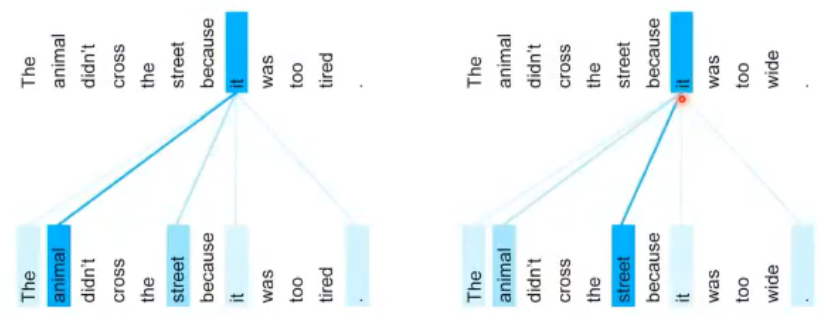 The animal didn't cross the street because it was too tired .
The animal didn't cross the street because it was too wide .
The animal didn't cross the street because it was too tired .
The animal didn't cross the street because it was too wide .